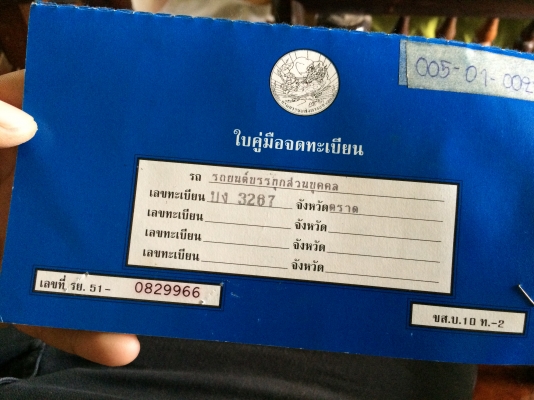 005-01-002
ใบคู่มือจดทะเบียน
รถ รถยนต์บรรทุกส่วนบุคคล
เลขทะเบียน บง 3267 จังหวัด ตราด
เลขทะเบียน จังหวัด
เลขทะเบียน จังหวัด
เลขทะเบียน จังหวัด
เลขที่ รย. 51- 0829966
ขส.บ.10 ท.-2